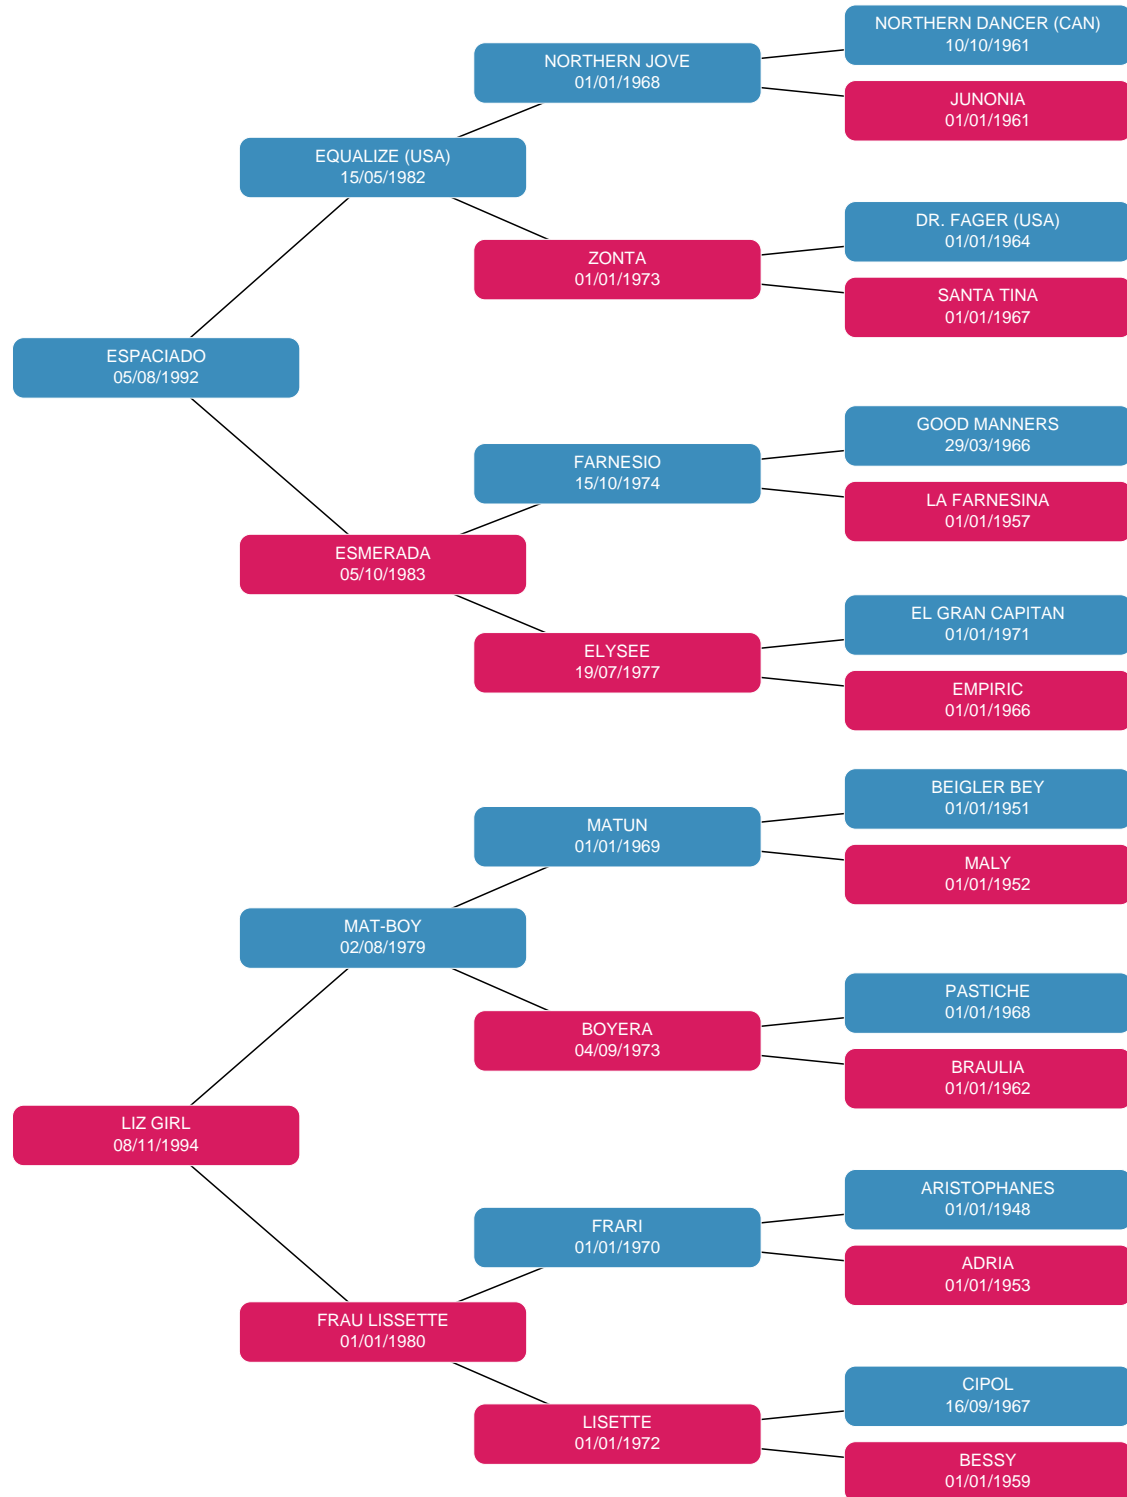 NORTHERN DANCER (CAN)
10/10/1961
NORTHERN JOVE
01/01/1968
JUNONIA
01/01/1961
EQUALIZE (USA)
15/05/1982
DR. FAGER (USA)
01/01/1964
ZONTA
01/01/1973
SANTA TINA
01/01/1967
ESPACIADO
05/08/1992
GOOD MANNERS
29/03/1966
FARNESIO
15/10/1974
LA FARNESINA
01/01/1957
ESMERADA
05/10/1983
EL GRAN CAPITAN
01/01/1971
ELYSEE
19/07/1977
EMPIRIC
01/01/1966
BEIGLER BEY
01/01/1951
MATUN
01/01/1969
MALY
01/01/1952
MAT-BOY
02/08/1979
PASTICHE
01/01/1968
BOYERA
04/09/1973
BRAULIA
01/01/1962
LIZ GIRL
08/11/1994
ARISTOPHANES
01/01/1948
FRARI
01/01/1970
ADRIA
01/01/1953
FRAU LISSETTE
01/01/1980
CIPOL
16/09/1967
LISETTE
01/01/1972
BESSY
01/01/1959